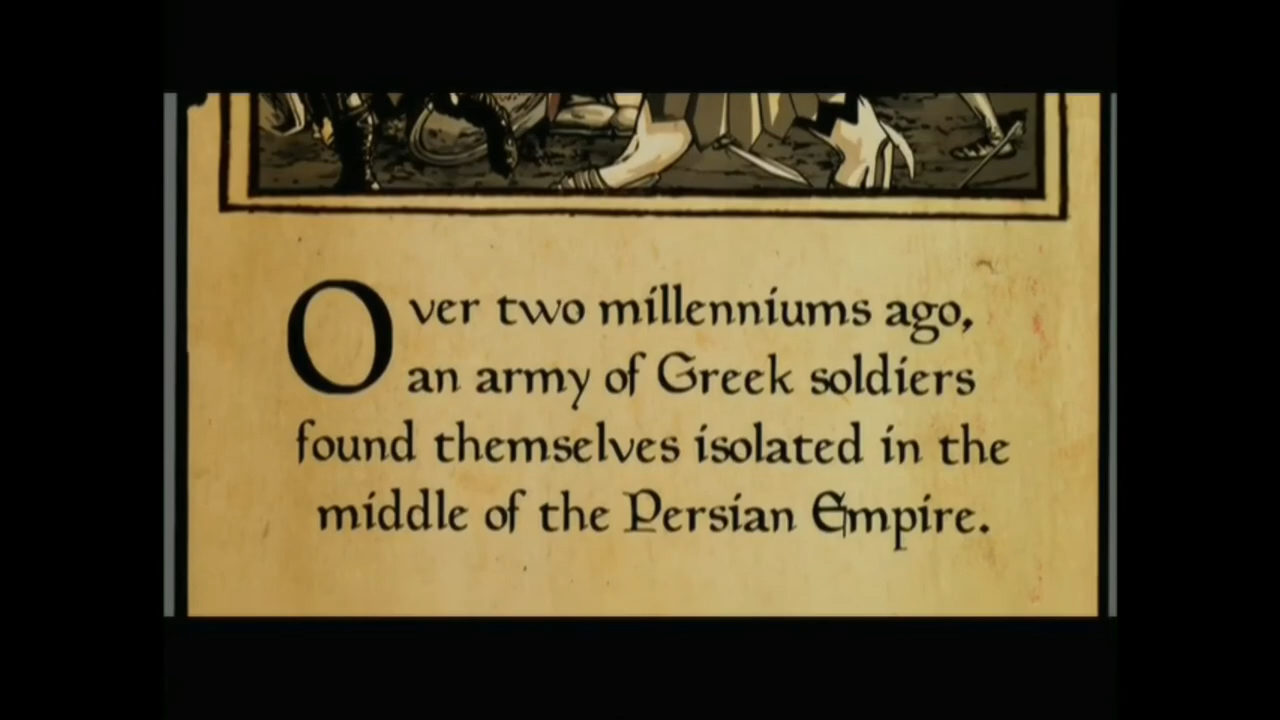 Over two millenniums ago,
an army of Greek soldiers
found themselves isolated in the
middle of the Persian Empire.